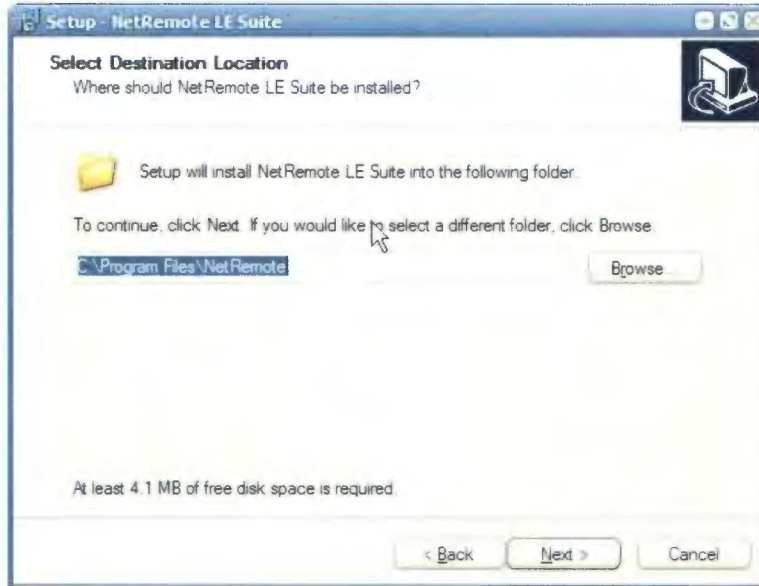 Setup - NetRemote LE Suite
Select Destination Location
Where should NetRemote LE Suite be installed?
Setup will install NetRemote LE Suite into the following folder.
To continue, click Next. If you would like to select a different folder, click Browse.
C:\Program Files\NetRemote
Browse...
At least 4.1 MB of free disk space is required.
< Back
Next >
Cancel